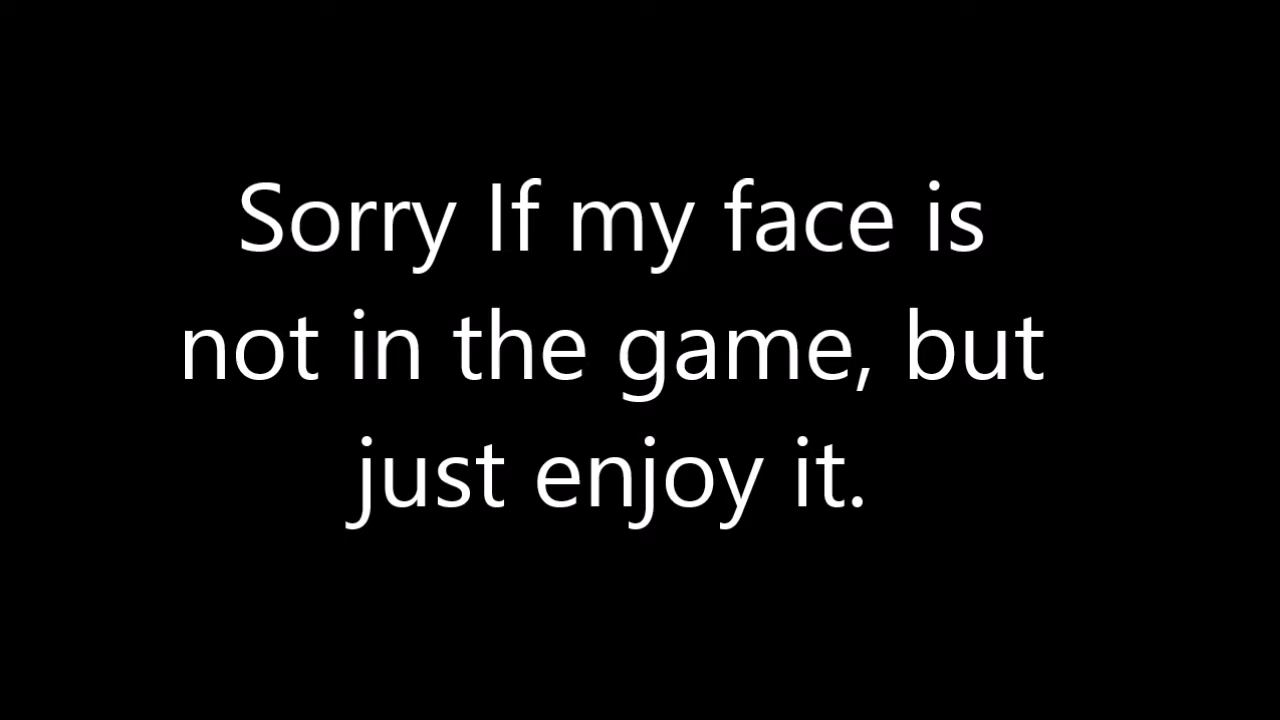 Sorry If my face is
not in the game, but
just enjoy it.